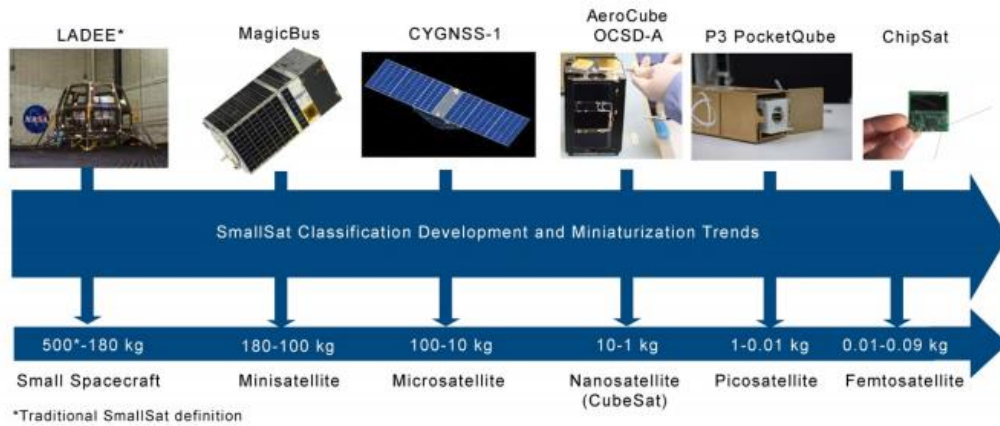 LADEE*
MagicBus
CYGNSS-1
AeroCube
OCSD-A
P3 PocketQube
ChipSat
NASA
SmallSat Classification Development and Miniaturization Trends
500*-180 kg
180-100 kg
100-10 kg
10-1 kg
1-0.01 kg
0.01-0.09 kg
Small Spacecraft
Minisatellite
Microsatellite
Nanosatellite
(CubeSat)
Picosatellite
Femtosatellite
*Traditional SmallSat definition